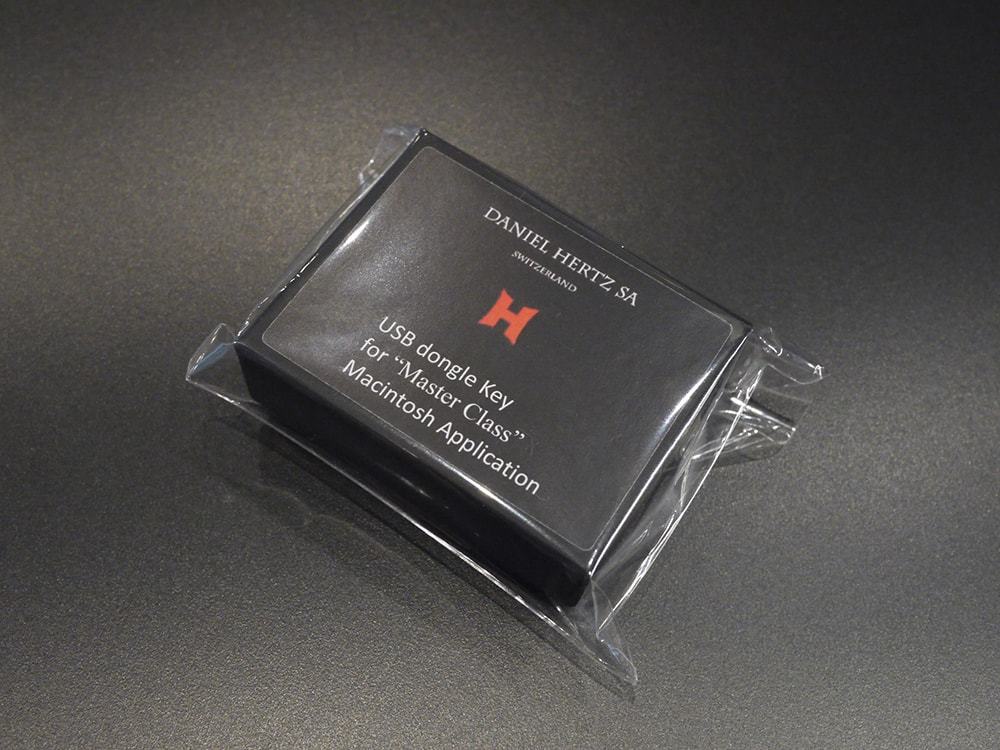 DANIEL HERTZ SA
SWITZERLAND
H
USB dongle Key
for “Master Class”
Macintosh Application